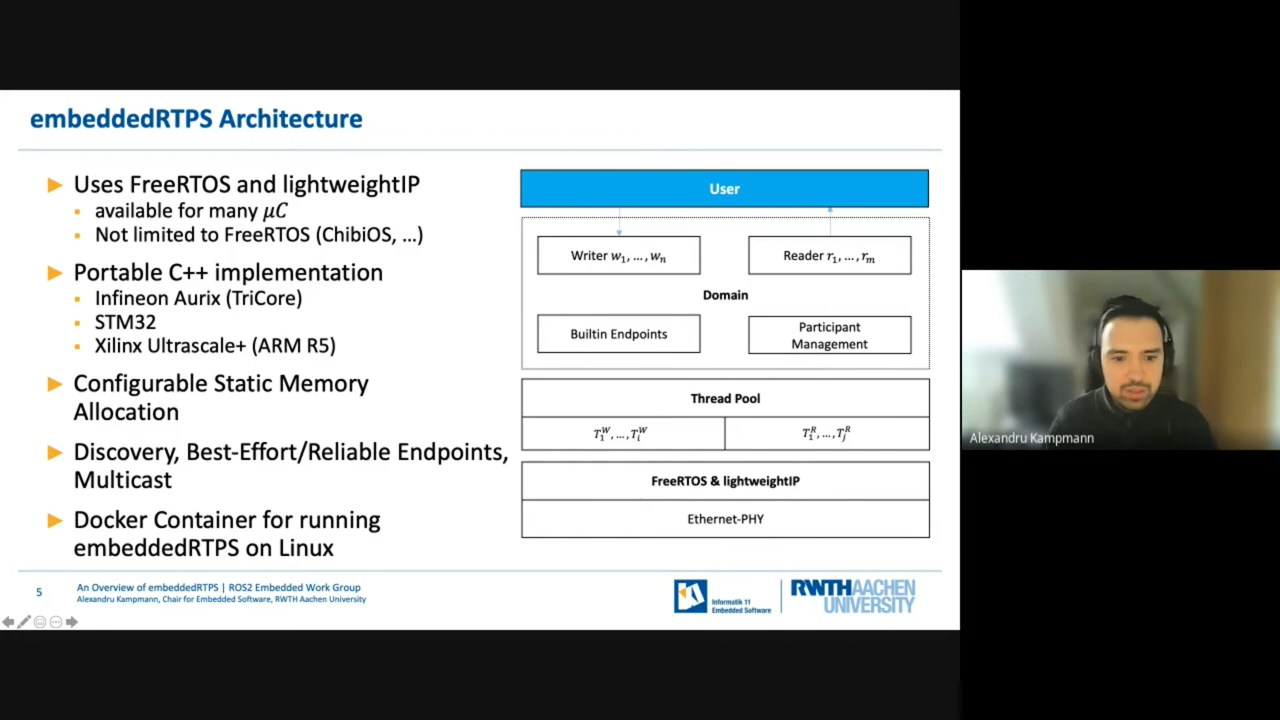 embeddedRTPS Architecture
Uses FreeRTOS and lightweightIP
available for many μC
Not limited to FreeRTOS (ChibiOS, ...)
Portable C++ implementation
Infineon Aurix (TriCore)
STM32
Xilinx Ultrascale+ (ARM R5)
Configurable Static Memory
Allocation
Discovery, Best-Effort/Reliable Endpoints,
Multicast
Docker Container for running
embeddedRTPS on Linux
User
Writer w₁, ... , wₙ
Reader r₁, ... , rₘ
Domain
Builtin Endpoints
Participant
Management
Thread Pool
T₁ᵂ, ... , Tᵢᵂ
T₁ᴿ, ... , Tⱼᴿ
FreeRTOS & lightweightIP
Ethernet-PHY
5
An Overview of embeddedRTPS | ROS2 Embedded Work Group
Alexandru Kampmann, Chair for Embedded Software, RWTH Aachen University
Informatik 11
Embedded Software
RWTH AACHEN
UNIVERSITY
Alexandru Kampmann